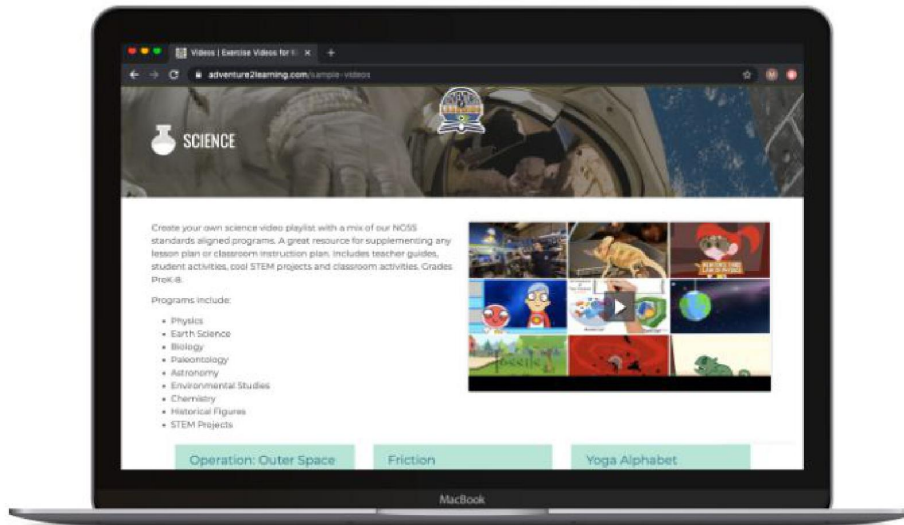 Videos | Exercise Videos for
adventure2learning.com/sample-videos
SCIENCE
Create your own science video playlist with a mix of our NGSS
standards aligned programs. A great resource for supplementing any
lesson plan or classroom instruction plan. Includes teacher guides,
student activities, cool STEM projects and classroom activities. Grades
PreK-8.
Programs include:
• Physics
• Earth Science
• Biology
• Paleontology
• Astronomy
• Environmental Studies
• Chemistry
• Historical Figures
• STEM Projects
fossils
Operation: Outer Space
Friction
Yoga Alphabet
MacBook